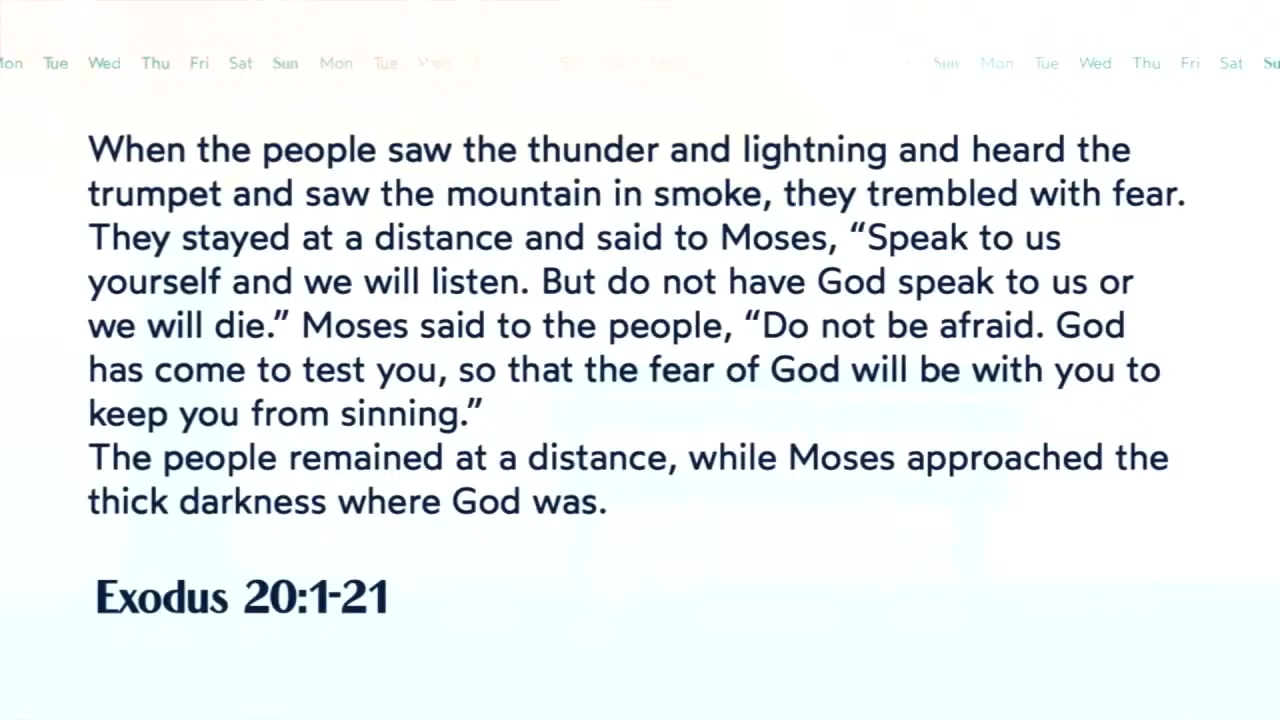 Mon Tue Wed Thu Fri Sat Sun Mon Tue Wed Sun Mon Tue Wed Thu Fri Sat Su
When the people saw the thunder and lightning and heard the
trumpet and saw the mountain in smoke, they trembled with fear.
They stayed at a distance and said to Moses, “Speak to us
yourself and we will listen. But do not have God speak to us or
we will die.” Moses said to the people, “Do not be afraid. God
has come to test you, so that the fear of God will be with you to
keep you from sinning.”
The people remained at a distance, while Moses approached the
thick darkness where God was.
Exodus 20:1-21